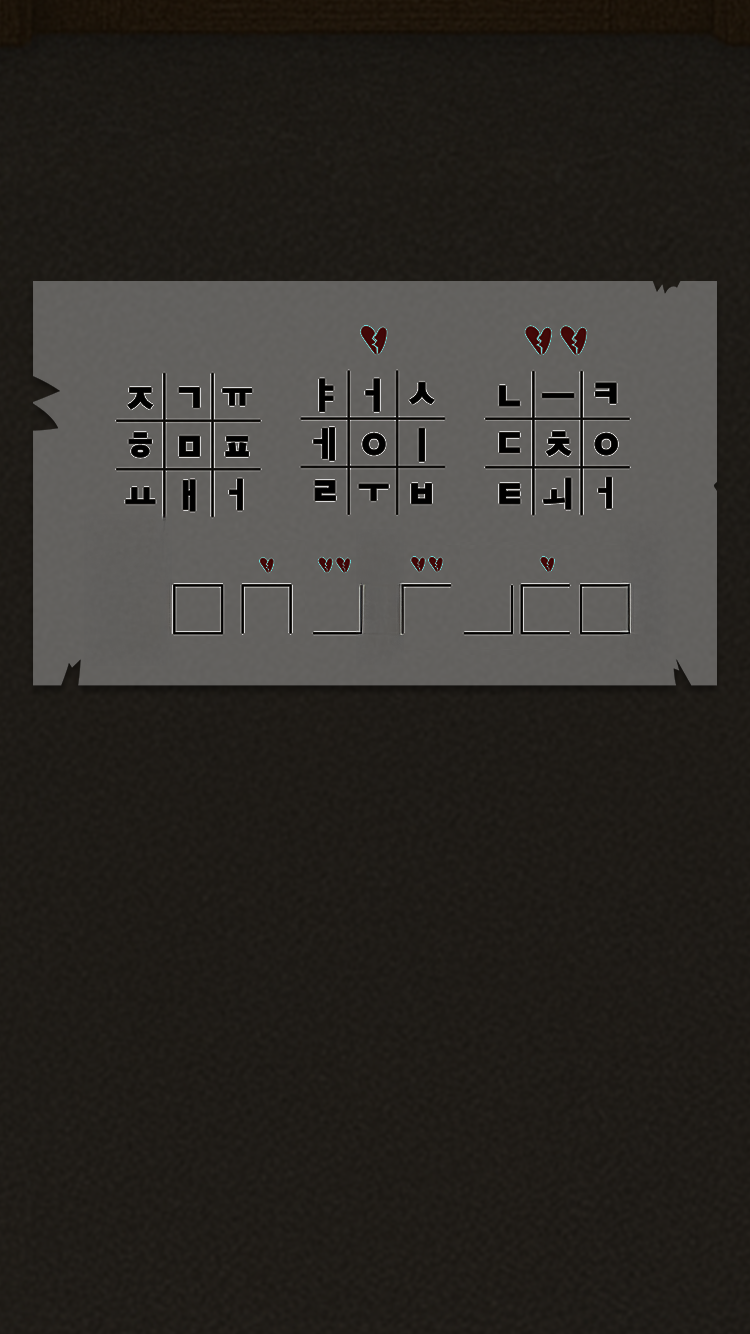 ㅈ ㄱ ㅠ ㅑ ㅓ ㅅ ㄴ ㅡ ㅋ
ㅎ ㅁ ㅍ ㅔ ㅇ ㅣ ㄷ ㅊ ㅇ
ㅛ ㅐ ㅓ ㄹ ㅜ ㅂ ㅌ ㅚ ㅓ